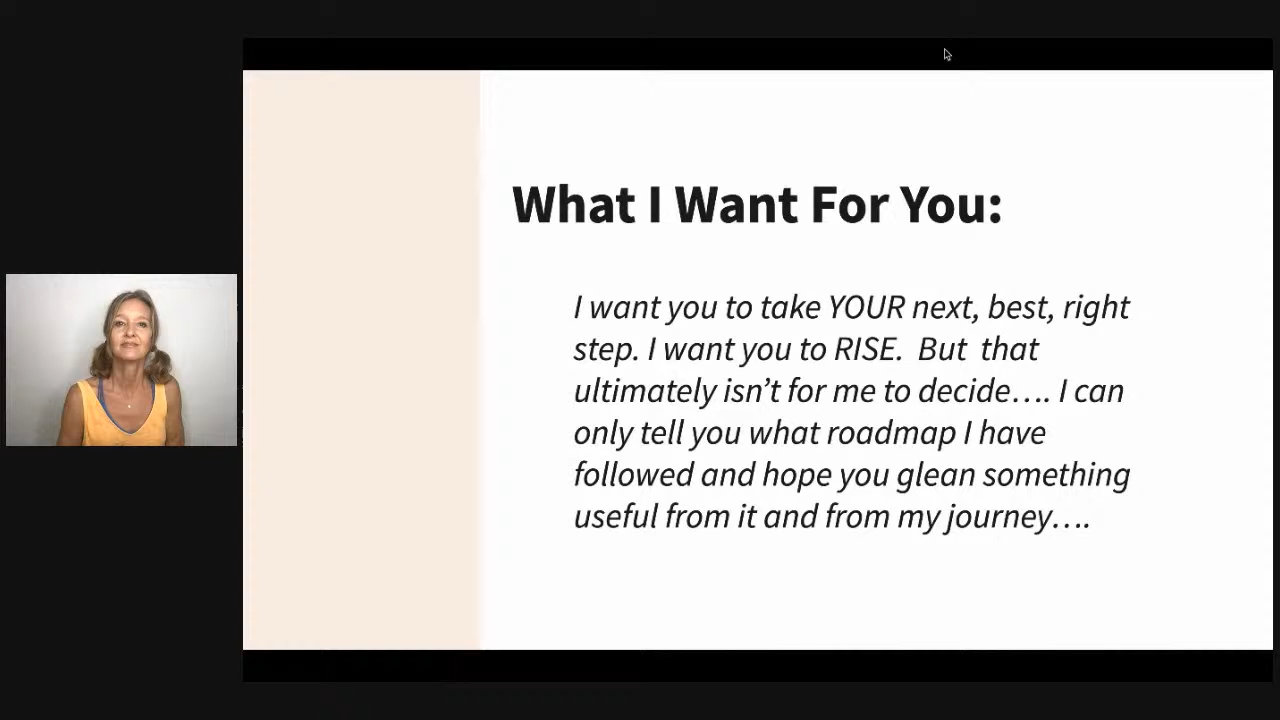 What I Want For You:
I want you to take YOUR next, best, right
step. I want you to RISE.  But  that
ultimately isn’t for me to decide…. I can
only tell you what roadmap I have
followed and hope you glean something
useful from it and from my journey….